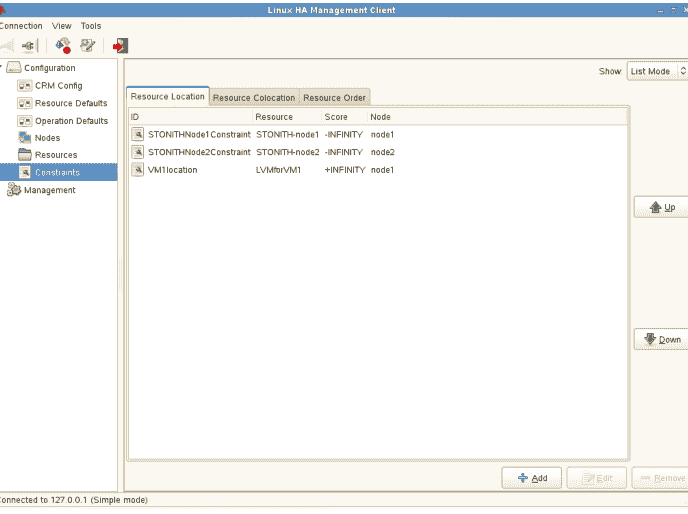 Linux HA Management Client
Connection View Tools
Configuration
CRM Config
Resource Defaults
Operation Defaults
Nodes
Resources
Constraints
Management
Show: List Mode
Resource Location Resource Colocation Resource Order
ID Resource Score Node
STONITHNode1Constraint STONITH-node1 -INFINITY node1
STONITHNode2Constraint STONITH-node2 -INFINITY node2
VM1location LVMforVM1 +INFINITY node1
Up
Down
Add Edit Remove
Connected to 127.0.0.1 (Simple mode)